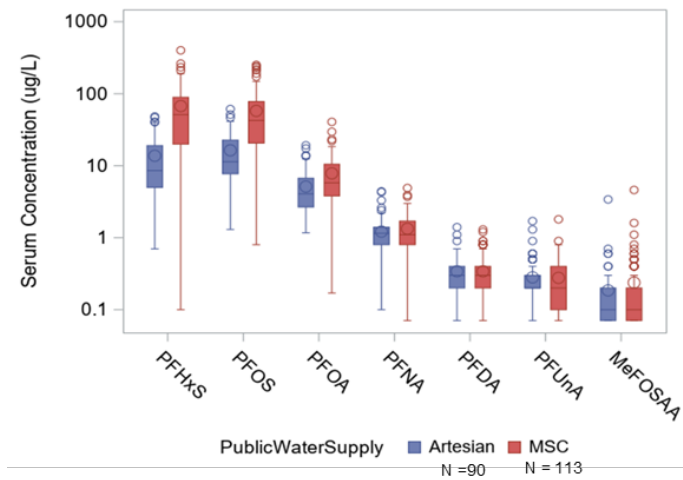 Serum Concentration (ug/L)
1000
100
10
1
0.1
PFHxS
PFOS
PFOA
PFNA
PFDA
PFUnA
MeFOSAA
PublicWaterSupply Artesian MSC
N =90 N = 113